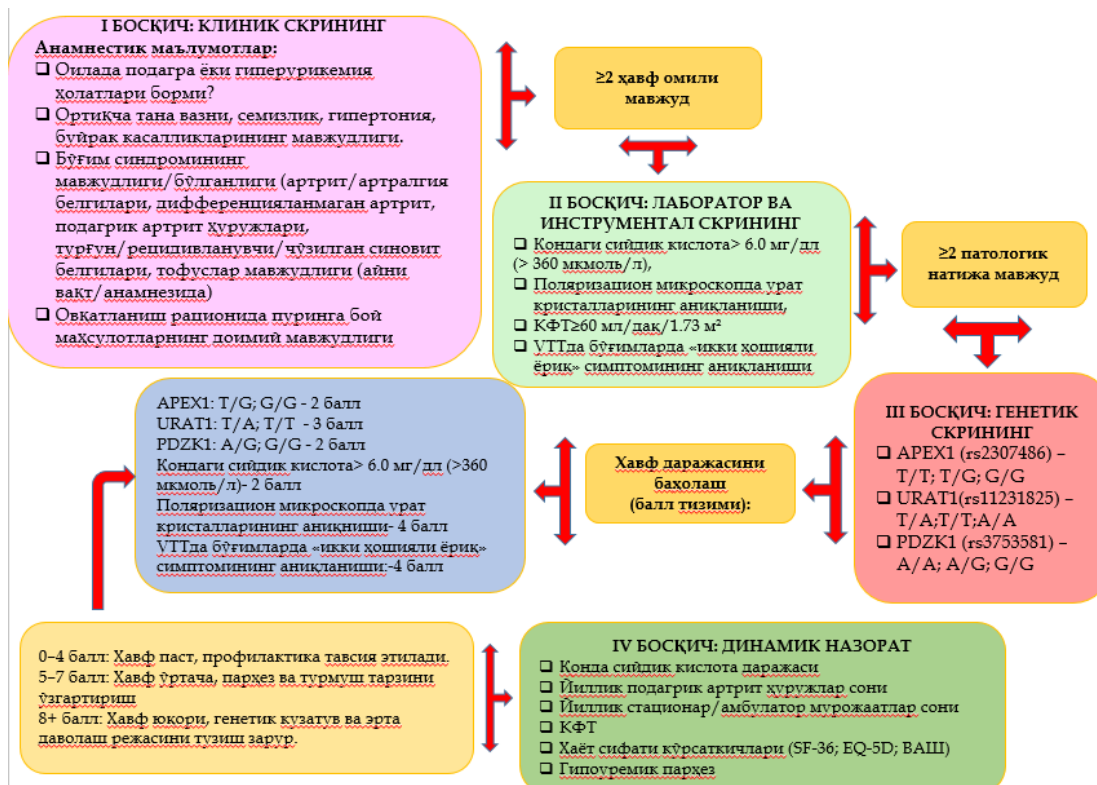 I БОСҚИЧ: КЛИНИК СКРИНИНГ
Анамнестик маълумотлар:
❑ Оилада подагра ёки гиперурикемия
ҳолатлари борми?
❑ Ортиқча тана вазни, семизлик, гипертония,
буйрак касалликларининг мавжудлиги.
❑ Бўғим синдромининг
мавжудлиги/бўлганлиги (артрит/артралгия
белгилари, дифференцияланмаган артрит,
подагрик артрит ҳуружлари,
турғун/рецидивланувчи/чўзилган синовит
белгилари, тофуслар мавжудлиги (айни
вақт/анамнезида)
❑ Овқатланиш рационида пуринга бой
маҳсулотларнинг доимий мавжудлиги
≥2 ҳавф омили
мавжуд
II БОСҚИЧ: ЛАБОРАТОР ВА
ИНСТРУМЕНТАЛ СКРИНИНГ
❑ Қондаги сийдик кислота> 6.0 мг/дл
(> 360 мкмоль/л),
❑ Поляризацион микроскопда урат
кристалларининг аниқланиши,
❑ КФТ≥60 мл/дақ/1.73 м²
❑ УТТда бўғимларда «икки ҳошияли
ёриқ» симптомининг аниқланиши
≥2 патологик
натижа мавжуд
III БОСҚИЧ: ГЕНЕТИК
СКРИНИНГ
❑ APEX1 (rs2307486) –
T/T; T/G; G/G
❑ URAT1(rs11231825) –
T/A;T/T;A/A
❑ PDZK1 (rs3753581) –
A/A; A/G; G/G
Хавф даражасини
баҳолаш
(балл тизими):
APEX1: T/G; G/G - 2 балл
URAT1: T/A; T/T - 3 балл
PDZK1: A/G; G/G - 2 балл
Қондаги сийдик кислота> 6.0 мг/дл (>360
мкмоль/л)- 2 балл
Поляризацион микроскопда урат
кристалларининг аниқниши- 4 балл
УТТда бўғимларда «икки ҳошияли ёриқ»
симптомининг аниқланиши:-4 балл
0–4 балл: Хавф паст, профилактика тавсия этилади.
5–7 балл: Хавф ўртача, парҳез ва турмуш тарзини
ўзгартириш
8+ балл: Хавф юқори, генетик кузатув ва эрта
даволаш режасини тузиш зарур.
IV БОСҚИЧ: ДИНАМИК НАЗОРАТ
❑ Қонда сийдик кислота даражаси
❑ Йиллик подагрик артрит ҳуружлар сони
❑ Йиллик стационар/амбулатор мурожаатлар сони
❑ КФТ
❑ Ҳаёт сифати кўрсаткичлари (SF-36; EQ-5D; ВАШ)
❑ Гипоуремик парҳез